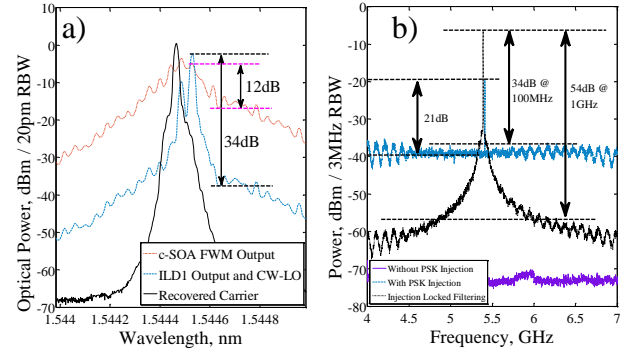 a)
Optical Power, dBm / 20pm RBW
10
0
-10
-20
-30
-40
-50
-60
-70
12dB
34dB
c-SOA FWM Output
ILD1 Output and CW-LO
Recovered Carrier
1.544
1.5442
1.5444
1.5446
1.5448
Wavelength, nm
b)
Power, dBm / 3MHz RBW
0
-10
-20
-30
-40
-50
-60
-70
-80
34dB @
100MHz
54dB @
1GHz
21dB
Without PSK Injection
With PSK Injection
Injection Locked Filtering
4
4.5
5
5.5
6
6.5
7
Frequency, GHz